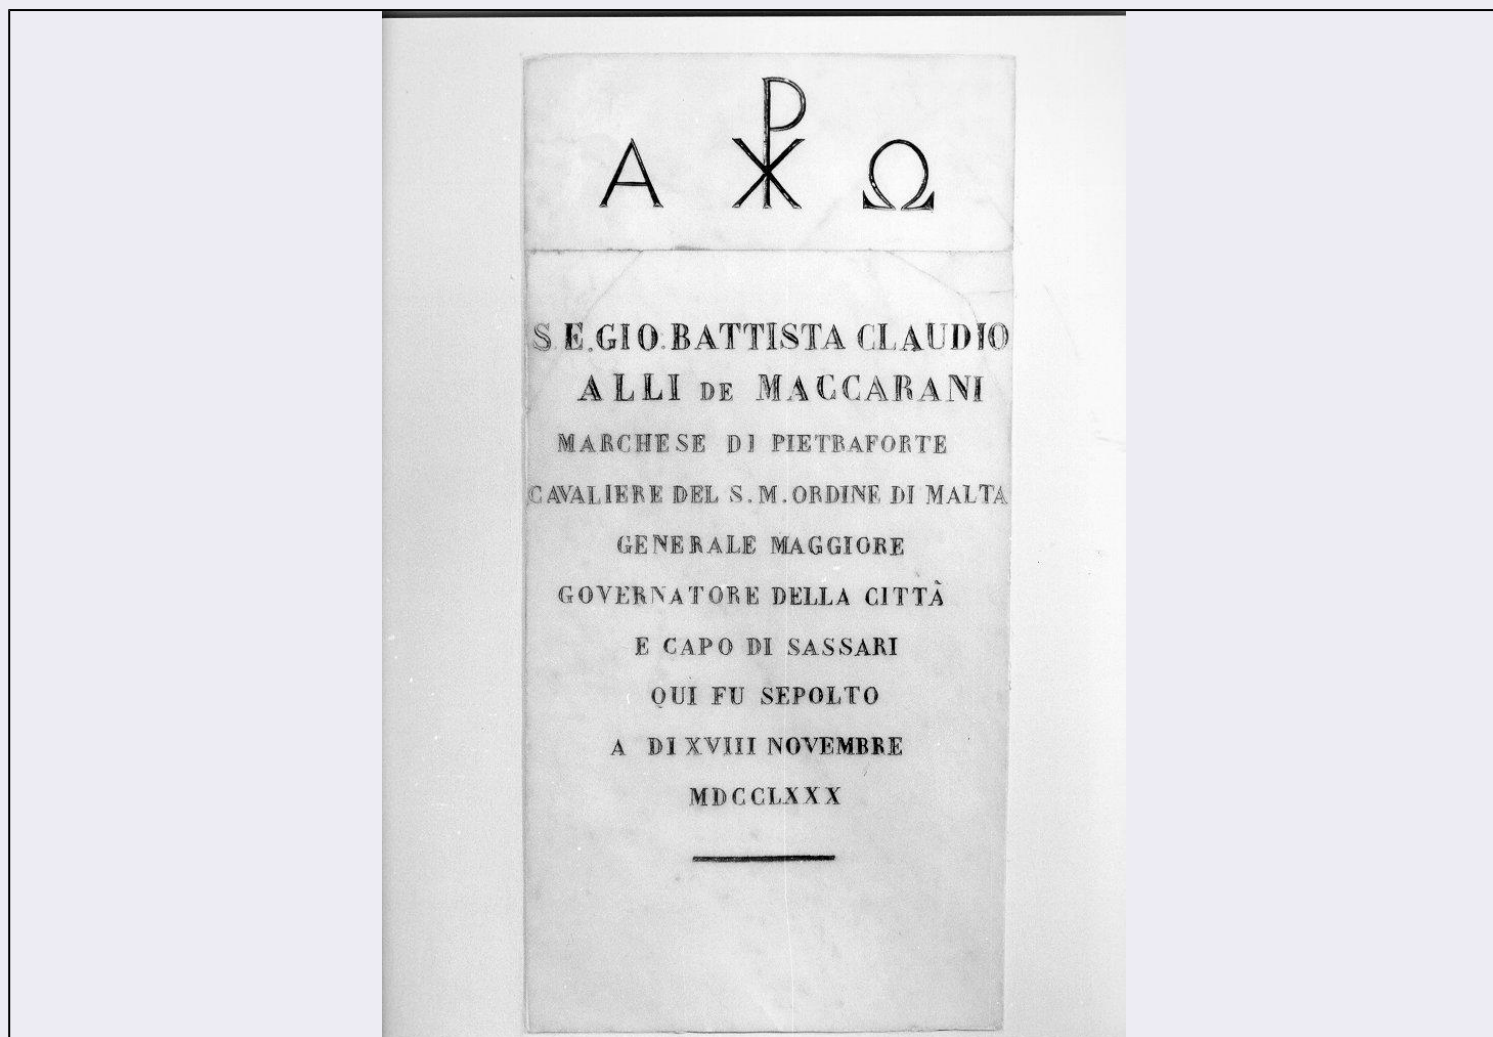 Α ☧ Ω
S.E.GIO.BATTISTA CLAUDIO
ALLI DE MACCARANI
MARCHESE DI PIETRAFORTE
CAVALIERE DEL S.M.ORDINE DI MALTA
GENERALE MAGGIORE
GOVERNATORE DELLA CITTÀ
E CAPO DI SASSARI
QUI FU SEPOLTO
A DI XVIII NOVEMBRE
MDCCLXXX